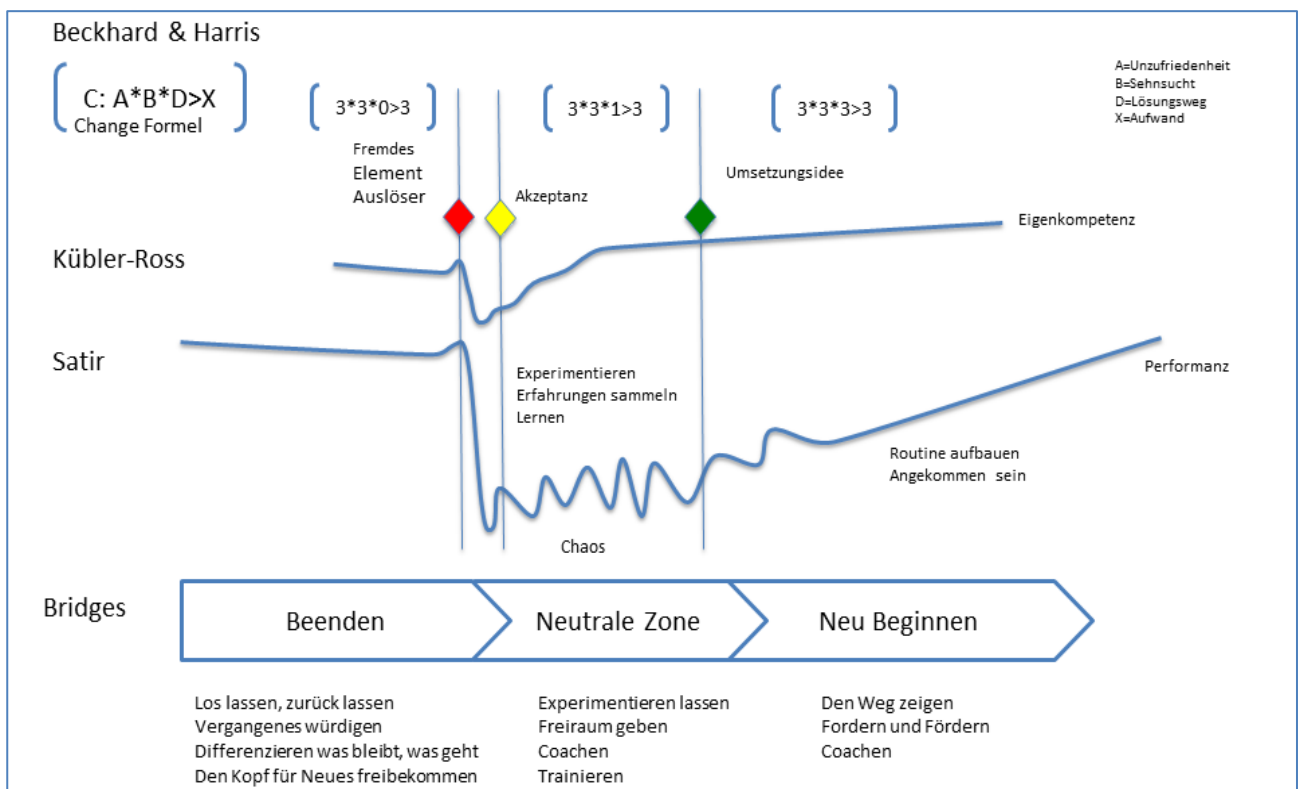 Beckhard & Harris
C: A*B*D>X
Change Formel
3*3*0>3
3*3*1>3
3*3*3>3
A=Unzufriedenheit
B=Sehnsucht
D=Lösungsweg
X=Aufwand
Fremdes
Element
Auslöser
Akzeptanz
Umsetzungsidee
Eigenkompetenz
Kübler-Ross
Satir
Experimentieren
Erfahrungen sammeln
Lernen
Performanz
Routine aufbauen
Angekommen sein
Chaos
Bridges
Beenden
Neutrale Zone
Neu Beginnen
Los lassen, zurück lassen
Vergangenes würdigen
Differenzieren was bleibt, was geht
Den Kopf für Neues freibekommen
Experimentieren lassen
Freiraum geben
Coachen
Trainieren
Den Weg zeigen
Fordern und Fördern
Coachen